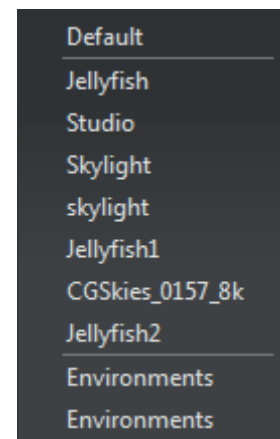 Default
Jellyfish
Studio
Skylight
skylight
Jellyfish1
CGSkies_0157_8k
Jellyfish2
Environments
Environments